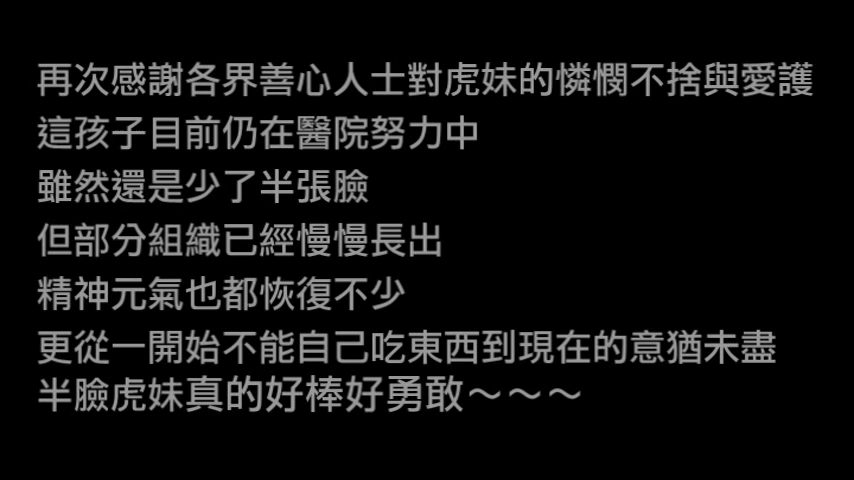 再次感謝各界善心人士對虎妹的憐憫不捨與愛護
這孩子目前仍在醫院努力中
雖然還是少了半張臉
但部分組織已經慢慢長出
精神元氣也都恢復不少
更從一開始不能自己吃東西到現在的意猶未盡
半臉虎妹真的好棒好勇敢～～～